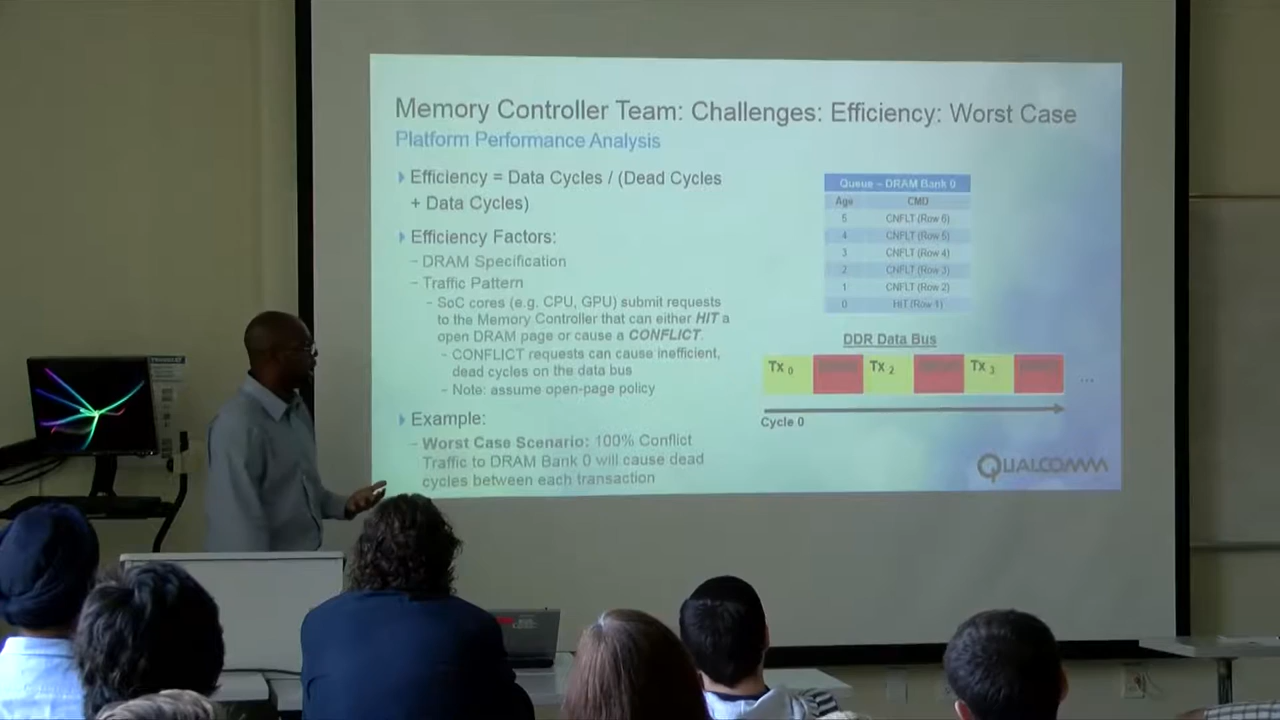 Memory Controller Team: Challenges: Efficiency: Worst Case
Platform Performance Analysis
Efficiency = Data Cycles / (Dead Cycles
+ Data Cycles)
Efficiency Factors:
– DRAM Specification
– Traffic Pattern
– SoC cores (e.g. CPU, GPU) submit requests
to the Memory Controller that can either HIT a
open DRAM page or cause a CONFLICT.
– CONFLICT requests can cause inefficient,
dead cycles on the data bus
– Note: assume open-page policy
Example:
– Worst Case Scenario: 100% Conflict
Traffic to DRAM Bank 0 will cause dead
cycles between each transaction
Queue – DRAM Bank 0
Age CMD
5 CNFLT (Row 6)
4 CNFLT (Row 5)
3 CNFLT (Row 4)
2 CNFLT (Row 3)
1 CNFLT (Row 2)
0 HIT (Row 1)
DDR Data Bus
Tx 0 Tx 2 Tx 3 ...
Cycle 0
QUALCOMM